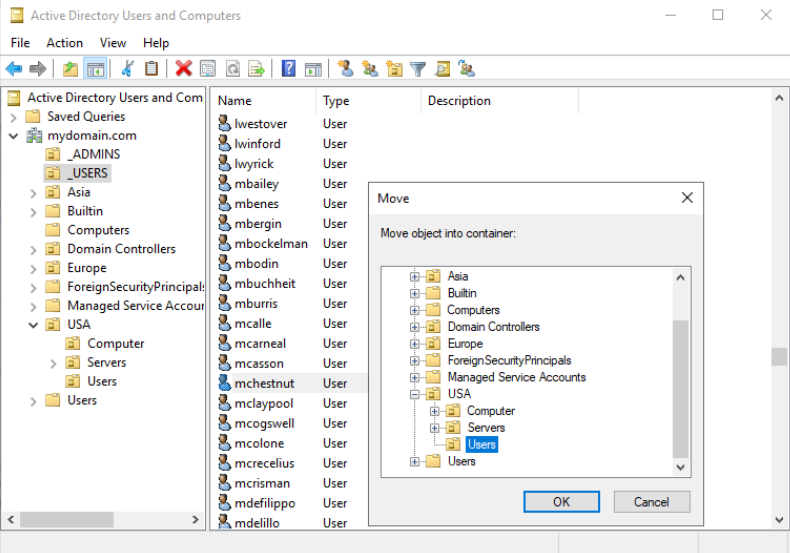 Active Directory Users and Computers
File Action View Help
Active Directory Users and Com
Saved Queries
mydomain.com
_ADMINS
_USERS
Asia
Builtin
Computers
Domain Controllers
Europe
ForeignSecurityPrincipals
Managed Service Accour
USA
Computer
Servers
Users
Users
Name Type Description
lwestover User
lwinford User
lwyrick User
mbailey User
mbenes User
mbergin User
mbockelman User
mbodin User
mbuchheit User
mburris User
mcalle User
mcarneal User
mcasson User
mchestnut User
mclaypool User
mcogswell User
mcolone User
mcrecelius User
mcrisman User
mdefilippo User
mdelillo User
Move
Move object into container:
Asia
Builtin
Computers
Domain Controllers
Europe
ForeignSecurityPrincipals
Managed Service Accounts
USA
Computer
Servers
Users
Users
OK Cancel